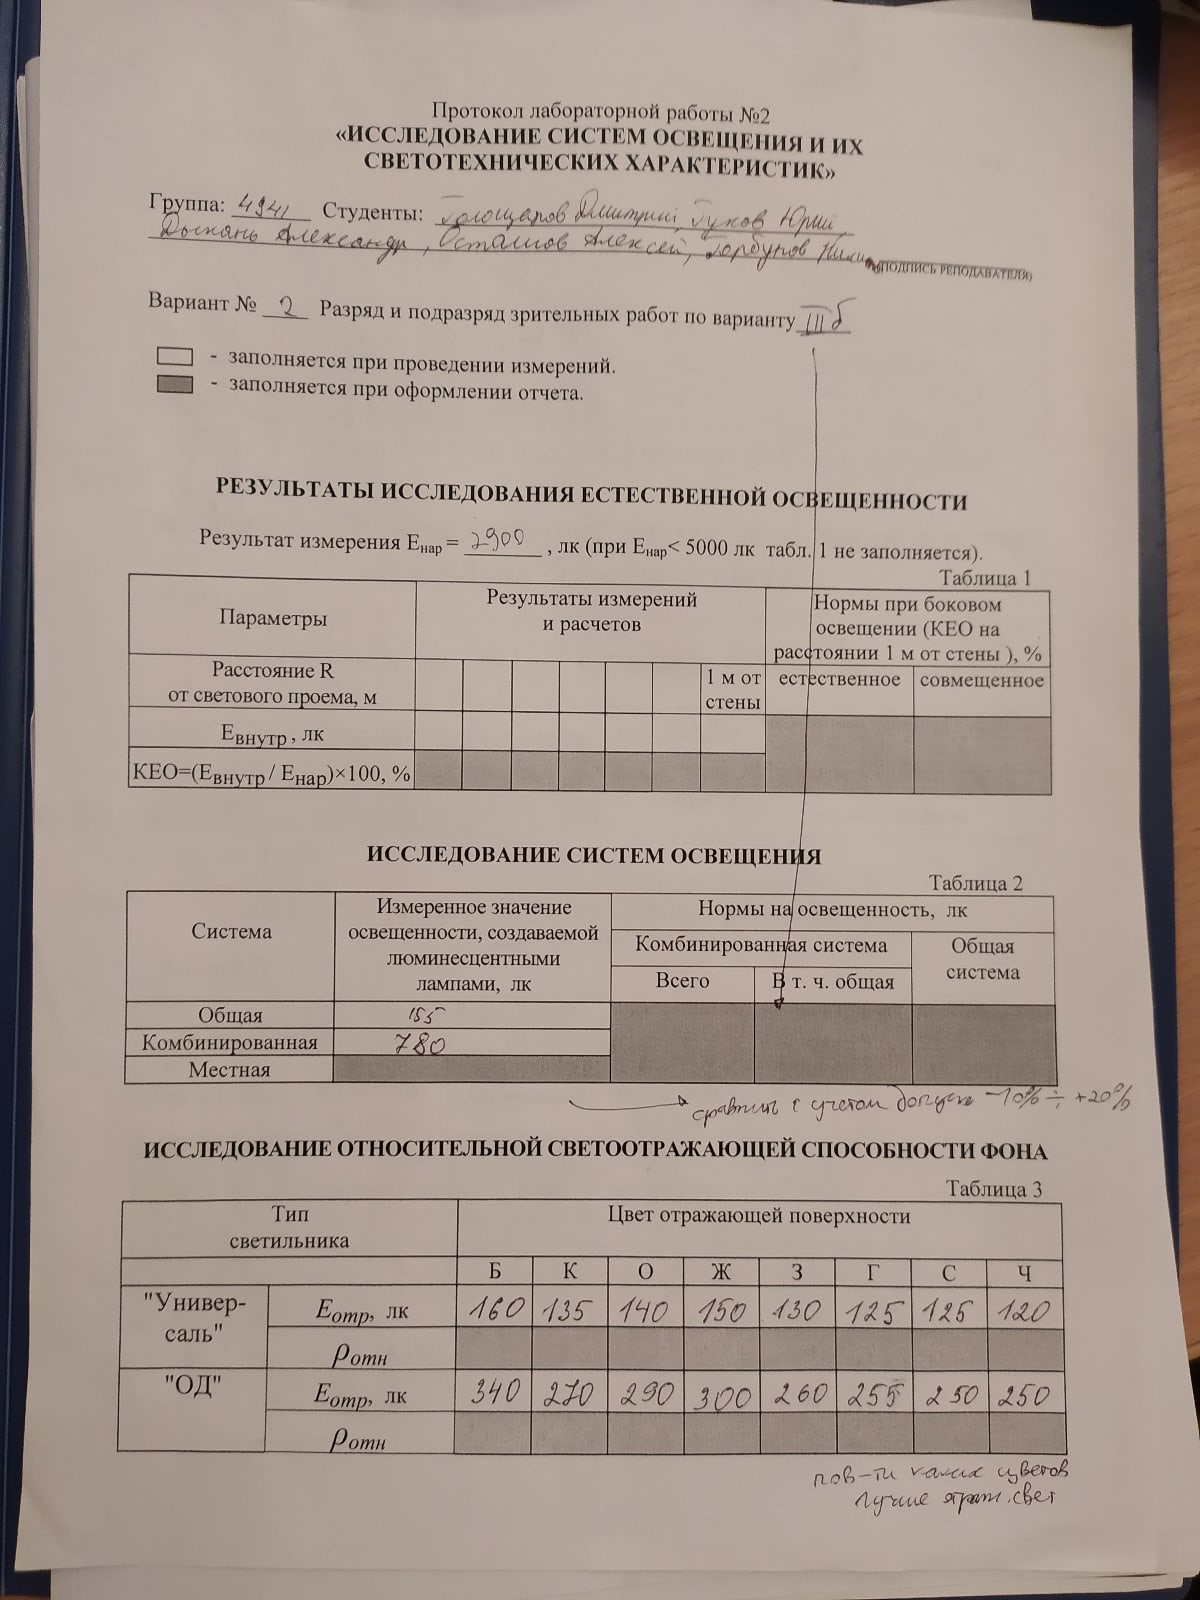 Протокол лабораторной работы №2
«ИССЛЕДОВАНИЕ СИСТЕМ ОСВЕЩЕНИЯ И ИХ
СВЕТОТЕХНИЧЕСКИХ ХАРАКТЕРИСТИК»
Группа: 4941 Студенты: Дмитрий, Юрий,
Александр, Осташов Алексей, Горбунов
(ПОДПИСЬ РЕПОДАВАТЕЛЯ)
Вариант № 2 Разряд и подразряд зрительных работ по варианту III б
- заполняется при проведении измерений.
- заполняется при оформлении отчета.
РЕЗУЛЬТАТЫ ИССЛЕДОВАНИЯ ЕСТЕСТВЕННОЙ ОСВЕЩЕННОСТИ
Результат измерения Eнар = 2900 , лк (при Eнар< 5000 лк табл. 1 не заполняется).
Таблица 1
Параметры
Результаты измерений
и расчетов
Нормы при боковом
освещении (КЕО на
расстоянии 1 м от стены ), %
Расстояние R
от светового проема, м
1 м от
стены
естественное
совмещенное
Eвнутр , лк
КЕО=(Eвнутр / Eнар)×100, %
ИССЛЕДОВАНИЕ СИСТЕМ ОСВЕЩЕНИЯ
Таблица 2
Система
Измеренное значение
освещенности, создаваемой
люминесцентными
лампами, лк
Нормы на освещенность, лк
Комбинированная система
Общая
система
Всего
В т. ч. общая
Общая 155
Комбинированная 780
Местная
сравнить с учетом допуска -10% ÷ +20%
ИССЛЕДОВАНИЕ ОТНОСИТЕЛЬНОЙ СВЕТООТРАЖАЮЩЕЙ СПОСОБНОСТИ ФОНА
Таблица 3
Тип
светильника
Цвет отражающей поверхности
Б К О Ж З Г С Ч
"Универ-
саль"
Eотр, лк 160 135 140 150 130 125 125 120
ρотн
"ОД" Eотр, лк 340 270 290 300 260 255 250 250
ρотн
пов-ти каких цветов
лучше отраж. свет